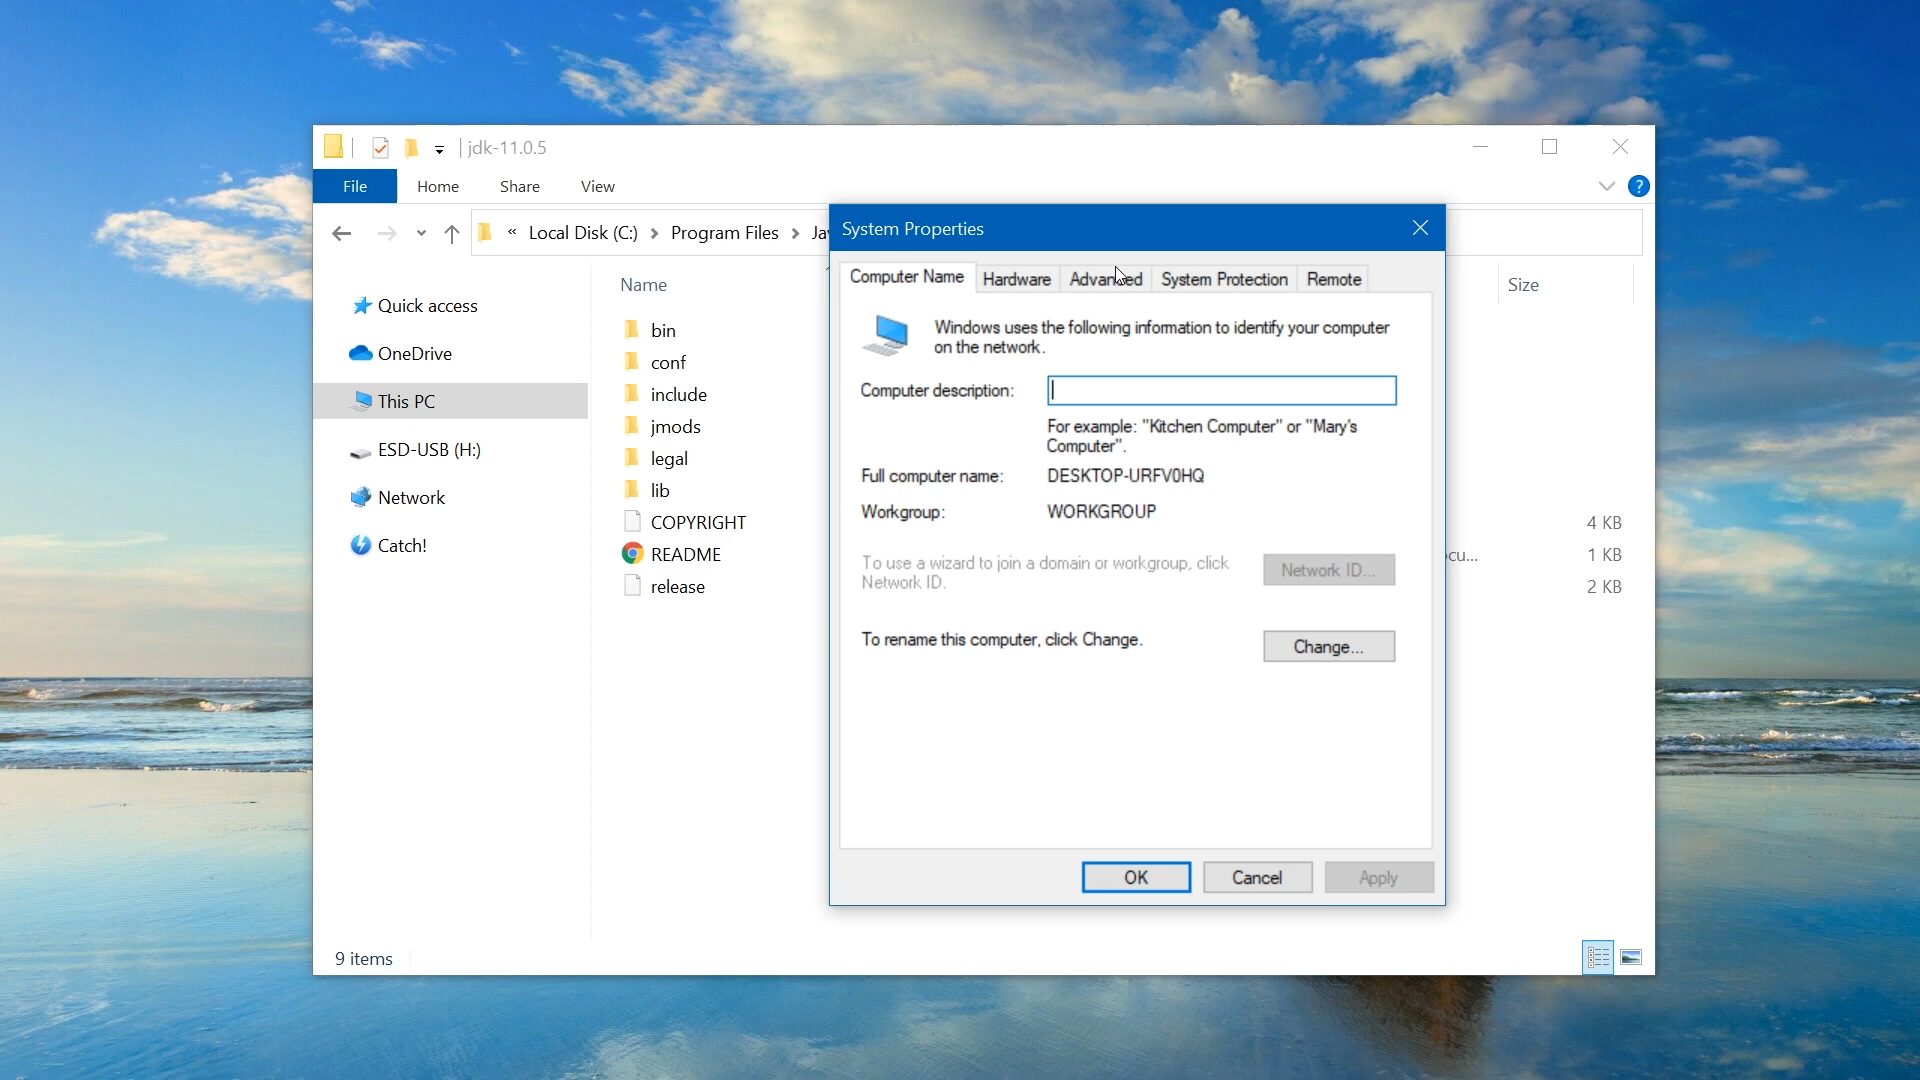 jdk-11.0.5
File Home Share View
?
« Local Disk (C:) > Program Files >
System Properties
Computer Name Hardware Advanced System Protection Remote
Name
Size
Quick access
OneDrive
This PC
ESD-USB (H:)
Network
Catch!
bin
conf
include
jmods
legal
lib
COPYRIGHT
README
release
4 KB
1 KB
2 KB
Windows uses the following information to identify your computer
on the network.
Computer description:
For example: "Kitchen Computer" or "Mary's
Computer".
Full computer name: DESKTOP-URFV0HQ
Workgroup: WORKGROUP
To use a wizard to join a domain or workgroup, click
Network ID.
Network ID...
To rename this computer, click Change.
Change...
OK Cancel Apply
9 items